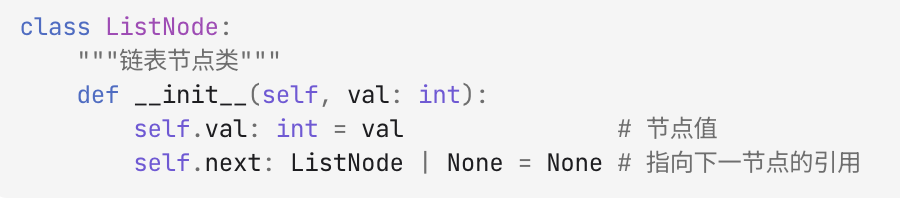 class ListNode:
    """链表节点类"""
    def __init__(self, val: int):
        self.val: int = val               # 节点值
        self.next: ListNode | None = None # 指向下一节点的引用